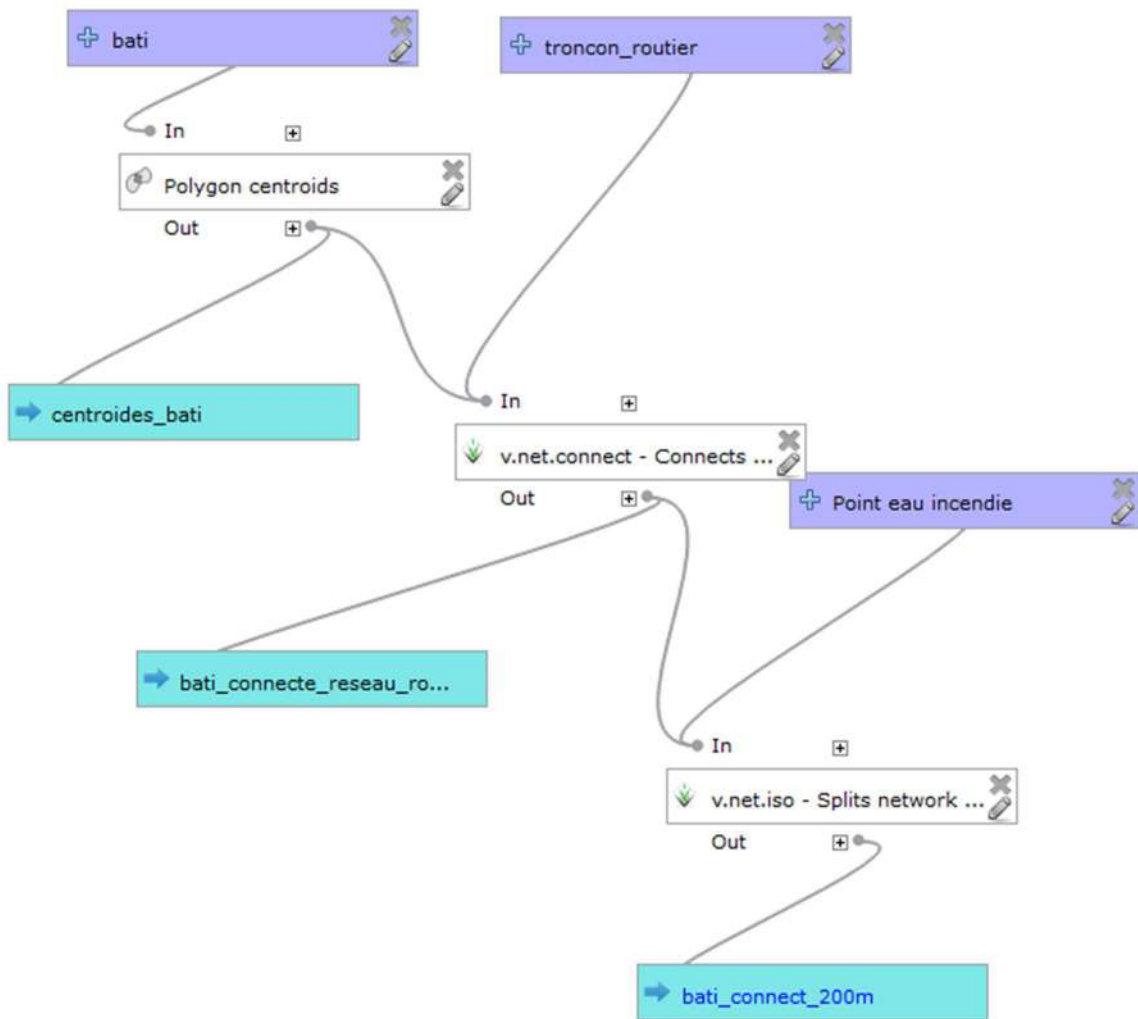 bati
troncon_routier
In
Polygon centroids
Out
centroides_bati
In
v.net.connect - Connects ...
Out
Point eau incendie
bati_connecte_reseau_ro...
In
v.net.iso - Splits network ...
Out
bati_connect_200m